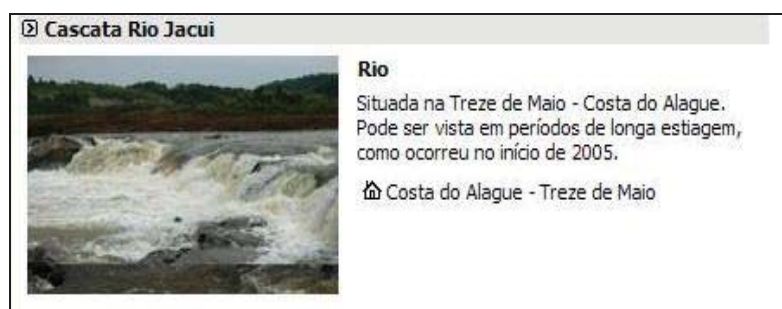 Cascata Rio Jacui
Rio
Situada na Treze de Maio - Costa do Alague.
Pode ser vista em períodos de longa estiagem,
como ocorreu no início de 2005.
Costa do Alague - Treze de Maio